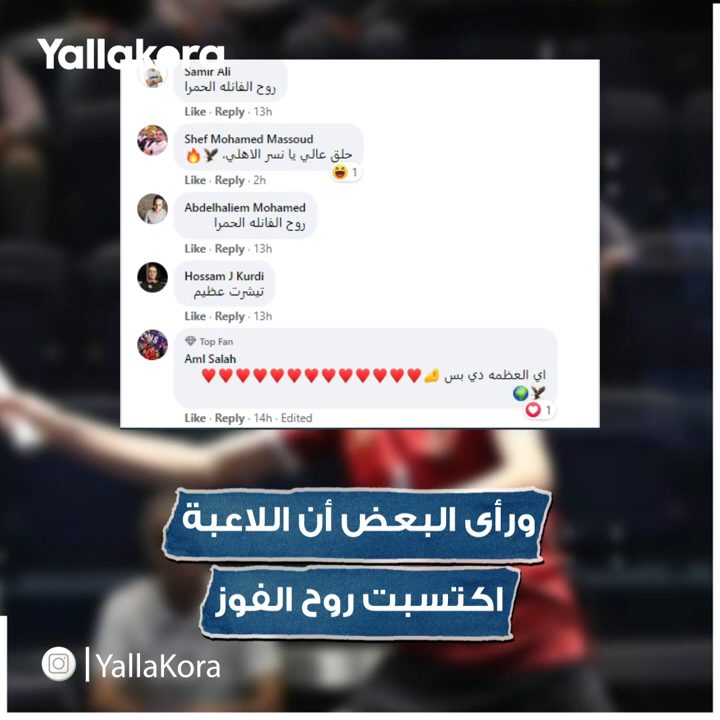 Yallakora
Samir Ali
روح الفانله الحمرا
Like · Reply · 13h
Shef Mohamed Massoud
حلق عالي يا نسر الاهلي. 🦅🔥
1
Like · Reply · 2h
Abdelhaliem Mohamed
روح الفانله الحمرا
Like · Reply · 13h
Hossam J Kurdi
تيشرت عظيم
Like · Reply · 13h
Top Fan
Aml Salah
اي العظمه دي بس 🤌❤️❤️❤️❤️❤️❤️❤️❤️❤️❤️❤️❤️❤️
🦅🌍
1
Like · Reply · 14h · Edited
ورأى البعض أن اللاعبة
اكتسبت روح الفوز
YallaKora